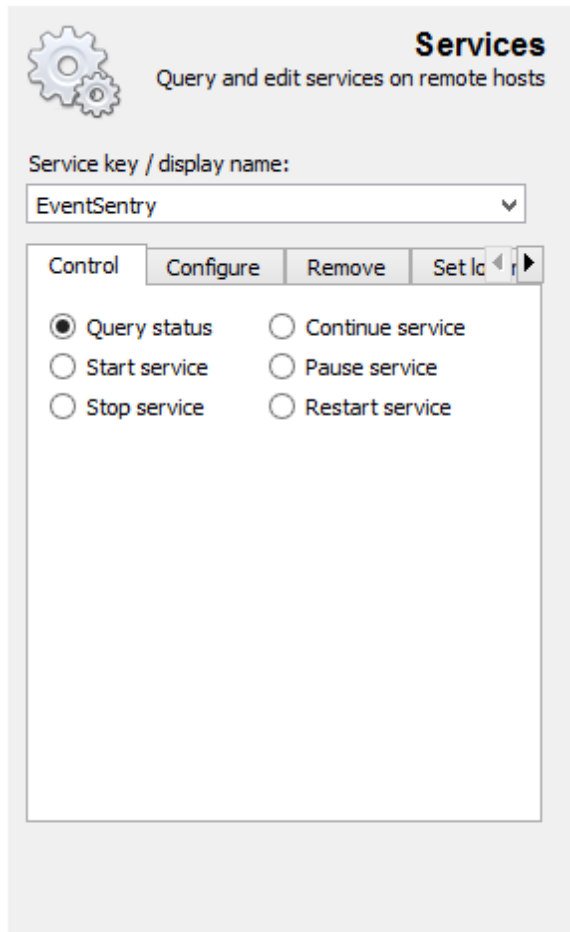 Services
Query and edit services on remote hosts
Service key / display name:
EventSentry
Control Configure Remove Set
Query status Continue service
Start service Pause service
Stop service Restart service